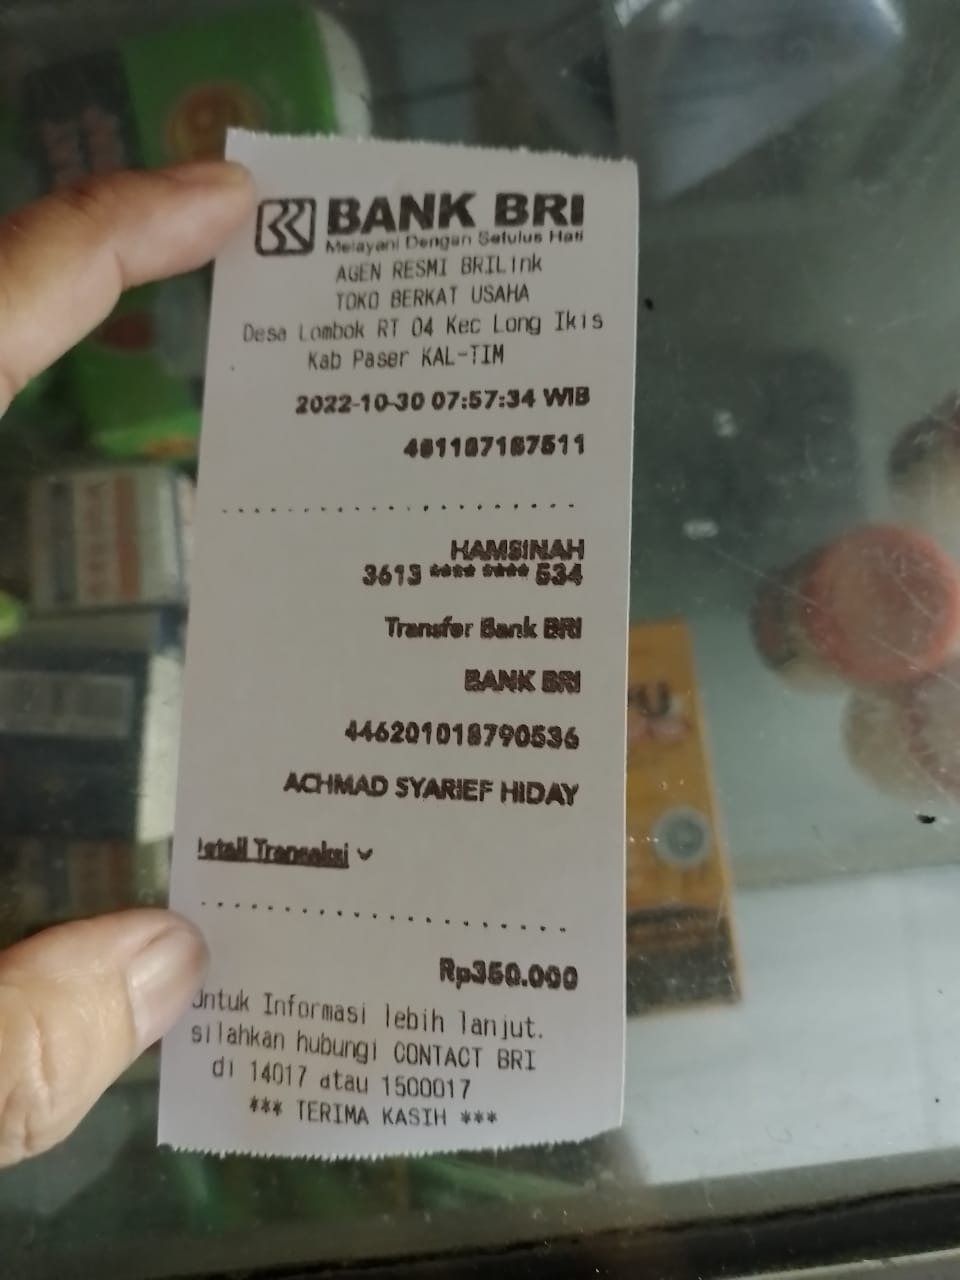 BANK BRI
Melayani Dengan Setulus Hati
AGEN RESMI BRILink
TOKO BERKAT USAHA
Desa Lombok RT 04 Kec Long Ikis
Kab Paser KAL-TIM
2022-10-30 07:57:34 WIB
461187187511
HAMSINAH
3613 **** **** 534
Transfer Bank BRI
BANK BRI
446201018790536
ACHMAD SYARIEF HIDAY
Detail Transaksi
Rp350.000
Untuk Informasi lebih lanjut.
silahkan hubungi CONTACT BRI
di 14017 atau 1500017
*** TERIMA KASIH ***